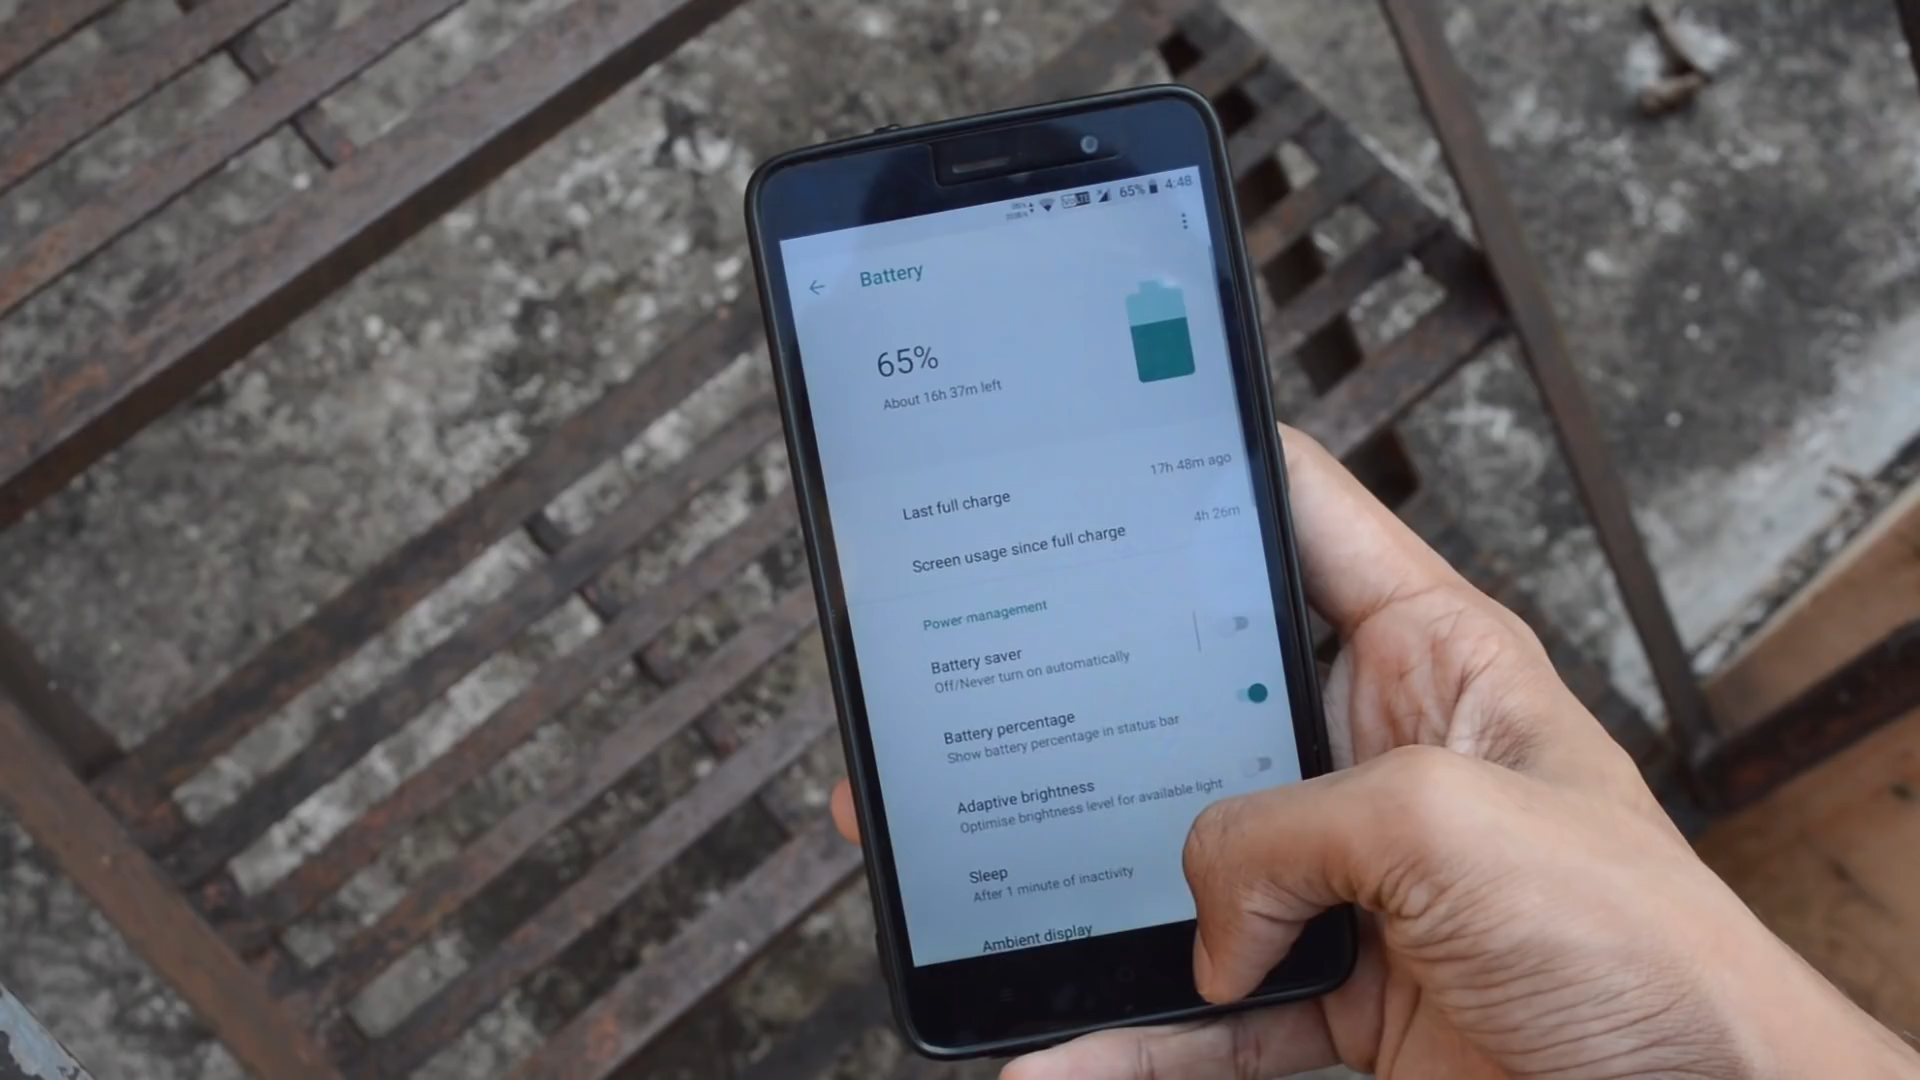 VoLTE 65% 4:48
Battery
65%
About 16h 37m left
Last full charge 17h 48m ago
Screen usage since full charge 4h 26m
Power management
Battery saver
Off/Never turn on automatically
Battery percentage
Show battery percentage in status bar
Adaptive brightness
Optimise brightness level for available light
Sleep
After 1 minute of inactivity
Ambient display